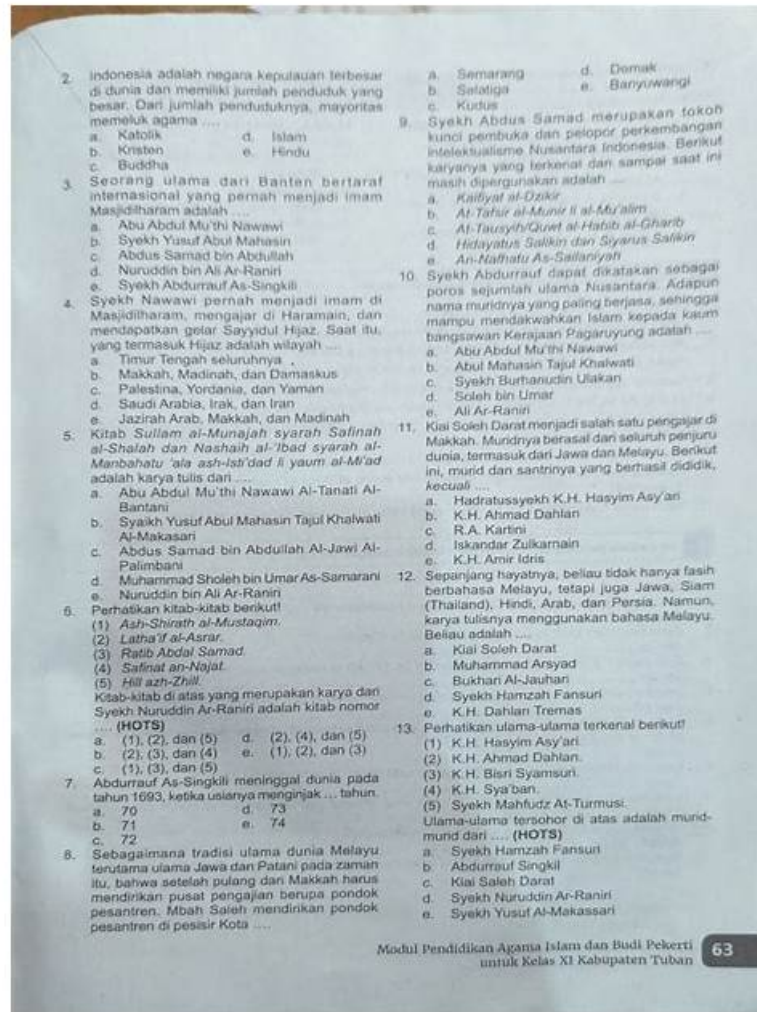 2. Indonesia adalah negara kepulauan terbesar
di dunia dan memiliki jumlah penduduk yang
besar. Dari jumlah penduduknya, mayoritas
memeluk agama ....
a. Katolik d. Islam
b. Kristen e. Hindu
c. Buddha
3. Seorang ulama dari Banten bertaraf
internasional yang pernah menjadi imam
Masjidilharam adalah ....
a. Abu Abdul Mu'thi Nawawi
b. Syekh Yusuf Abul Mahasin
c. Abdus Samad bin Abdullah
d. Nuruddin bin Ali Ar-Raniri
e. Syekh Abdurrauf As-Singkili
4. Syekh Nawawi pernah menjadi imam di
Masjidilharam, mengajar di Haramain, dan
mendapatkan gelar Sayyidul Hijaz. Saat itu,
yang termasuk Hijaz adalah wilayah ....
a. Timur Tengah seluruhnya
b. Makkah, Madinah, dan Damaskus
c. Palestina, Yordania, dan Yaman
d. Saudi Arabia, Irak, dan Iran
e. Jazirah Arab, Makkah, dan Madinah
5. Kitab Sullam al-Munajah syarah Safinah
al-Shalah dan Nashaih al-'Ibad syarah al-
Manbahatu 'ala ash-Isti'dad li yaum al-Mi'ad
adalah karya tulis dari ....
a. Abu Abdul Mu'thi Nawawi Al-Tanati Al-
Bantani
b. Syaikh Yusuf Abul Mahasin Tajul Khalwati
Al-Makasari
c. Abdus Samad bin Abdullah Al-Jawi Al-
Palimbani
d. Muhammad Sholeh bin Umar As-Samarani
e. Nuruddin bin Ali Ar-Raniri
6. Perhatikan kitab-kitab berikut!
(1) Ash-Shirath al-Mustaqim.
(2) Latha'if al-Asrar.
(3) Ratib Abdal Samad.
(4) Safinat an-Najat.
(5) Hill azh-Zhill.
Kitab-kitab di atas yang merupakan karya dari
Syekh Nuruddin Ar-Raniri adalah kitab nomor
.... (HOTS)
a. (1), (2), dan (5) d. (2), (4), dan (5)
b. (2), (3), dan (4) e. (1), (2), dan (3)
c. (1), (3), dan (5)
7. Abdurrauf As-Singkili meninggal dunia pada
tahun 1693, ketika usianya menginjak ... tahun.
a. 70 d. 73
b. 71 e. 74
c. 72
8. Sebagaimana tradisi ulama dunia Melayu
terutama ulama Jawa dan Patani pada zaman
itu, bahwa setelah pulang dari Makkah harus
mendirikan pusat pengajian berupa pondok
pesantren. Mbah Saleh mendirikan pondok
pesantren di pesisir Kota ....
a. Semarang d. Demak
b. Salatiga e. Banyuwangi
c. Kudus
9. Syekh Abdus Samad merupakan tokoh
kunci pembuka dan pelopor perkembangan
intelektualisme Nusantara Indonesia. Berikut
karyanya yang terkenal dan sampai saat ini
masih dipergunakan adalah ....
a. Kaifiyat al-Dzikir
b. At-Tafsir al-Munir li al-Mu'alim
c. At-Tausyih/Quwt al-Habib al-Gharib
d. Hidayatus Salikin dan Siyarus Salikin
e. An-Nafhatu As-Sailaniyah
10. Syekh Abdurrauf dapat dikatakan sebagai
poros sejumlah ulama Nusantara. Adapun
nama muridnya yang paling berjasa, sehingga
mampu mendakwahkan Islam kepada kaum
bangsawan Kerajaan Pagaruyung adalah ....
a. Abu Abdul Mu'thi Nawawi
b. Abul Mahasin Tajul Khalwati
c. Syekh Burhanudin Ulakan
d. Soleh bin Umar
e. Ali Ar-Raniri
11. Kiai Soleh Darat menjadi salah satu pengajar di
Makkah. Muridnya berasal dari seluruh penjuru
dunia, termasuk dari Jawa dan Melayu. Berikut
ini, murid dan santrinya yang berhasil dididik,
kecuali ....
a. Hadratussyekh K.H. Hasyim Asy'ari
b. K.H. Ahmad Dahlan
c. R.A. Kartini
d. Iskandar Zulkarnain
e. K.H. Amir Idris
12. Sepanjang hayatnya, beliau tidak hanya fasih
berbahasa Melayu, tetapi juga Jawa, Siam
(Thailand), Hindi, Arab, dan Persia. Namun,
karya tulisnya menggunakan bahasa Melayu.
Beliau adalah ....
a. Kiai Soleh Darat
b. Muhammad Arsyad
c. Bukhari Al-Jauhari
d. Syekh Hamzah Fansuri
e. K.H. Dahlan Tremas
13. Perhatikan ulama-ulama terkenal berikut!
(1) K.H. Hasyim Asy'ari.
(2) K.H. Ahmad Dahlan.
(3) K.H. Bisri Syamsuri.
(4) K.H. Sya'ban.
(5) Syekh Mahfudz At-Turmusi.
Ulama-ulama tersohor di atas adalah murid-
murid dari .... (HOTS)
a. Syekh Hamzah Fansuri
b. Abdurrauf Singkil
c. Kiai Saleh Darat
d. Syekh Nuruddin Ar-Raniri
e. Syekh Yusuf Al-Makassari
Modul Pendidikan Agama Islam dan Budi Pekerti
untuk Kelas XI Kabupaten Tuban
63